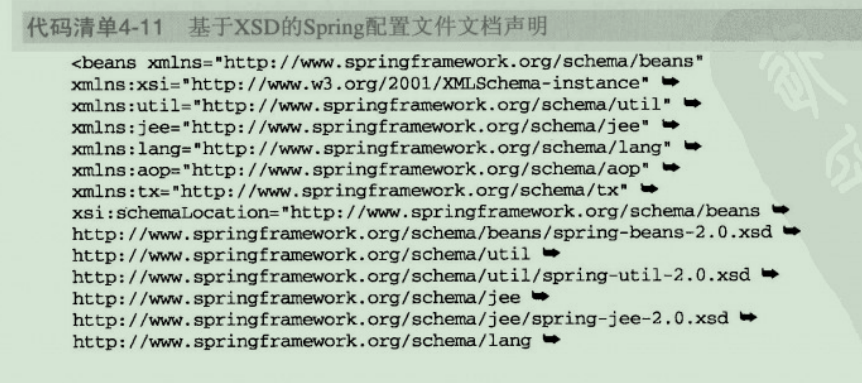 代码清单4-11 基于XSD的Spring配置文件文档声明
<beans xmlns="http://www.springframework.org/schema/beans"
xmlns:xsi="http://www.w3.org/2001/XMLSchema-instance" ➥
xmlns:util="http://www.springframework.org/schema/util" ➥
xmlns:jee="http://www.springframework.org/schema/jee" ➥
xmlns:lang="http://www.springframework.org/schema/lang" ➥
xmlns:aop="http://www.springframework.org/schema/aop" ➥
xmlns:tx="http://www.springframework.org/schema/tx" ➥
xsi:schemaLocation="http://www.springframework.org/schema/beans ➥
http://www.springframework.org/schema/beans/spring-beans-2.0.xsd ➥
http://www.springframework.org/schema/util ➥
http://www.springframework.org/schema/util/spring-util-2.0.xsd ➥
http://www.springframework.org/schema/jee ➥
http://www.springframework.org/schema/jee/spring-jee-2.0.xsd ➥
http://www.springframework.org/schema/lang ➥